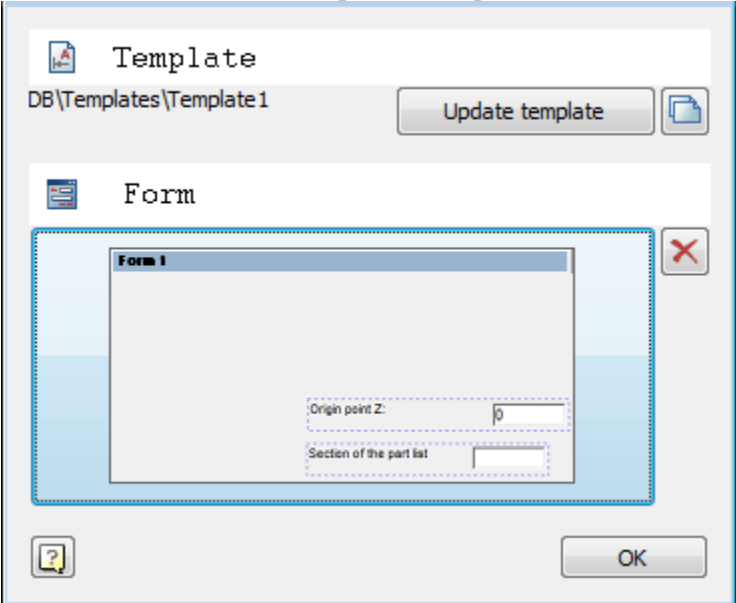 Template
DB\Templates\Template1
Update template
Form
Form 1
Origin point Z:
0
Section of the part list
?
OK